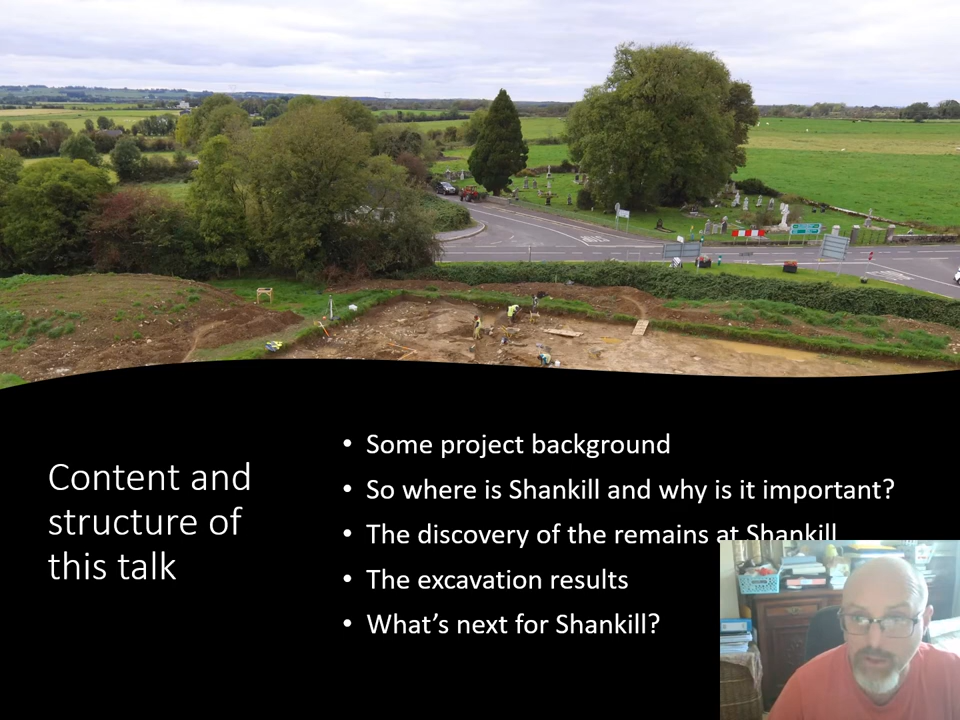 Content and
structure of
this talk
• Some project background
• So where is Shankill and why is it important?
• The discovery of the remains at Shankill
• The excavation results
• What's next for Shankill?